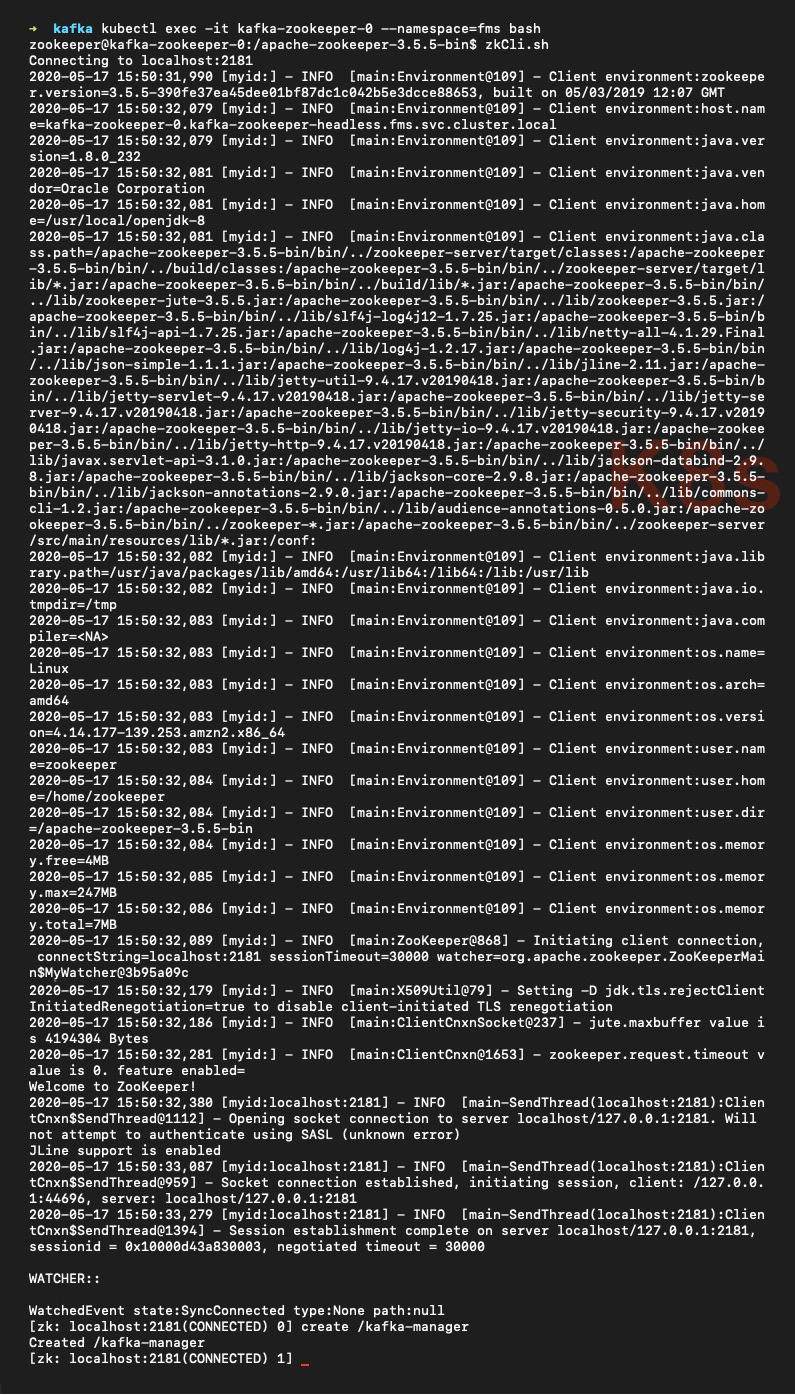 →  kafka kubectl exec -it kafka-zookeeper-0 --namespace=fms bash
zookeeper@kafka-zookeeper-0:/apache-zookeeper-3.5.5-bin$ zkCli.sh
Connecting to localhost:2181
2020-05-17 15:50:31,990 [myid:] - INFO  [main:Environment@109] - Client environment:zookeepe
r.version=3.5.5-390fe37ea45dee01bf87dc1c042b5e3dcce88653, built on 05/03/2019 12:07 GMT
2020-05-17 15:50:32,079 [myid:] - INFO  [main:Environment@109] - Client environment:host.nam
e=kafka-zookeeper-0.kafka-zookeeper-headless.fms.svc.cluster.local
2020-05-17 15:50:32,079 [myid:] - INFO  [main:Environment@109] - Client environment:java.ver
sion=1.8.0_232
2020-05-17 15:50:32,081 [myid:] - INFO  [main:Environment@109] - Client environment:java.ven
dor=Oracle Corporation
2020-05-17 15:50:32,081 [myid:] - INFO  [main:Environment@109] - Client environment:java.hom
e=/usr/local/openjdk-8
2020-05-17 15:50:32,081 [myid:] - INFO  [main:Environment@109] - Client environment:java.cla
ss.path=/apache-zookeeper-3.5.5-bin/bin/../zookeeper-server/target/classes:/apache-zookeeper
-3.5.5-bin/bin/../build/classes:/apache-zookeeper-3.5.5-bin/bin/../zookeeper-server/target/l
ib/*.jar:/apache-zookeeper-3.5.5-bin/bin/../build/lib/*.jar:/apache-zookeeper-3.5.5-bin/bin/
../lib/zookeeper-jute-3.5.5.jar:/apache-zookeeper-3.5.5-bin/bin/../lib/zookeeper-3.5.5.jar:/
apache-zookeeper-3.5.5-bin/bin/../lib/slf4j-log4j12-1.7.25.jar:/apache-zookeeper-3.5.5-bin/b
in/../lib/slf4j-api-1.7.25.jar:/apache-zookeeper-3.5.5-bin/bin/../lib/netty-all-4.1.29.Final
.jar:/apache-zookeeper-3.5.5-bin/bin/../lib/log4j-1.2.17.jar:/apache-zookeeper-3.5.5-bin/bin
/../lib/json-simple-1.1.1.jar:/apache-zookeeper-3.5.5-bin/bin/../lib/jline-2.11.jar:/apache-
zookeeper-3.5.5-bin/bin/../lib/jetty-util-9.4.17.v20190418.jar:/apache-zookeeper-3.5.5-bin/b
in/../lib/jetty-servlet-9.4.17.v20190418.jar:/apache-zookeeper-3.5.5-bin/bin/../lib/jetty-se
rver-9.4.17.v20190418.jar:/apache-zookeeper-3.5.5-bin/bin/../lib/jetty-security-9.4.17.v2019
0418.jar:/apache-zookeeper-3.5.5-bin/bin/../lib/jetty-io-9.4.17.v20190418.jar:/apache-zookee
per-3.5.5-bin/bin/../lib/jetty-http-9.4.17.v20190418.jar:/apache-zookeeper-3.5.5-bin/bin/../
lib/javax.servlet-api-3.1.0.jar:/apache-zookeeper-3.5.5-bin/bin/../lib/jackson-databind-2.9.
8.jar:/apache-zookeeper-3.5.5-bin/bin/../lib/jackson-core-2.9.8.jar:/apache-zookeeper-3.5.5-
bin/bin/../lib/jackson-annotations-2.9.0.jar:/apache-zookeeper-3.5.5-bin/bin/../lib/commons-
cli-1.2.jar:/apache-zookeeper-3.5.5-bin/bin/../lib/audience-annotations-0.5.0.jar:/apache-zo
okeeper-3.5.5-bin/bin/../zookeeper-*.jar:/apache-zookeeper-3.5.5-bin/bin/../zookeeper-server
/src/main/resources/lib/*.jar:/conf:
K8s
2020-05-17 15:50:32,082 [myid:] - INFO  [main:Environment@109] - Client environment:java.lib
rary.path=/usr/java/packages/lib/amd64:/usr/lib64:/lib64:/lib:/usr/lib
2020-05-17 15:50:32,082 [myid:] - INFO  [main:Environment@109] - Client environment:java.io.
tmpdir=/tmp
2020-05-17 15:50:32,083 [myid:] - INFO  [main:Environment@109] - Client environment:java.com
piler=<NA>
2020-05-17 15:50:32,083 [myid:] - INFO  [main:Environment@109] - Client environment:os.name=
Linux
2020-05-17 15:50:32,083 [myid:] - INFO  [main:Environment@109] - Client environment:os.arch=
amd64
2020-05-17 15:50:32,083 [myid:] - INFO  [main:Environment@109] - Client environment:os.versi
on=4.14.177-139.253.amzn2.x86_64
2020-05-17 15:50:32,083 [myid:] - INFO  [main:Environment@109] - Client environment:user.nam
e=zookeeper
2020-05-17 15:50:32,084 [myid:] - INFO  [main:Environment@109] - Client environment:user.hom
e=/home/zookeeper
2020-05-17 15:50:32,084 [myid:] - INFO  [main:Environment@109] - Client environment:user.dir
=/apache-zookeeper-3.5.5-bin
2020-05-17 15:50:32,084 [myid:] - INFO  [main:Environment@109] - Client environment:os.memor
y.free=4MB
2020-05-17 15:50:32,085 [myid:] - INFO  [main:Environment@109] - Client environment:os.memor
y.max=247MB
2020-05-17 15:50:32,086 [myid:] - INFO  [main:Environment@109] - Client environment:os.memor
y.total=7MB
2020-05-17 15:50:32,089 [myid:] - INFO  [main:ZooKeeper@868] - Initiating client connection,
 connectString=localhost:2181 sessionTimeout=30000 watcher=org.apache.zookeeper.ZooKeeperMai
n$MyWatcher@3b95a09c
2020-05-17 15:50:32,179 [myid:] - INFO  [main:X509Util@79] - Setting -D jdk.tls.rejectClient
InitiatedRenegotiation=true to disable client-initiated TLS renegotiation
2020-05-17 15:50:32,186 [myid:] - INFO  [main:ClientCnxnSocket@237] - jute.maxbuffer value i
s 4194304 Bytes
2020-05-17 15:50:32,281 [myid:] - INFO  [main:ClientCnxn@1653] - zookeeper.request.timeout v
alue is 0. feature enabled=
Welcome to ZooKeeper!
2020-05-17 15:50:32,380 [myid:localhost:2181] - INFO  [main-SendThread(localhost:2181):Clien
tCnxn$SendThread@1112] - Opening socket connection to server localhost/127.0.0.1:2181. Will
not attempt to authenticate using SASL (unknown error)
JLine support is enabled
2020-05-17 15:50:33,087 [myid:localhost:2181] - INFO  [main-SendThread(localhost:2181):Clien
tCnxn$SendThread@959] - Socket connection established, initiating session, client: /127.0.0.
1:44696, server: localhost/127.0.0.1:2181
2020-05-17 15:50:33,279 [myid:localhost:2181] - INFO  [main-SendThread(localhost:2181):Clien
tCnxn$SendThread@1394] - Session establishment complete on server localhost/127.0.0.1:2181,
sessionid = 0x10000d43a830003, negotiated timeout = 30000
WATCHER::
WatchedEvent state:SyncConnected type:None path:null
[zk: localhost:2181(CONNECTED) 0] create /kafka-manager
Created /kafka-manager
[zk: localhost:2181(CONNECTED) 1] _